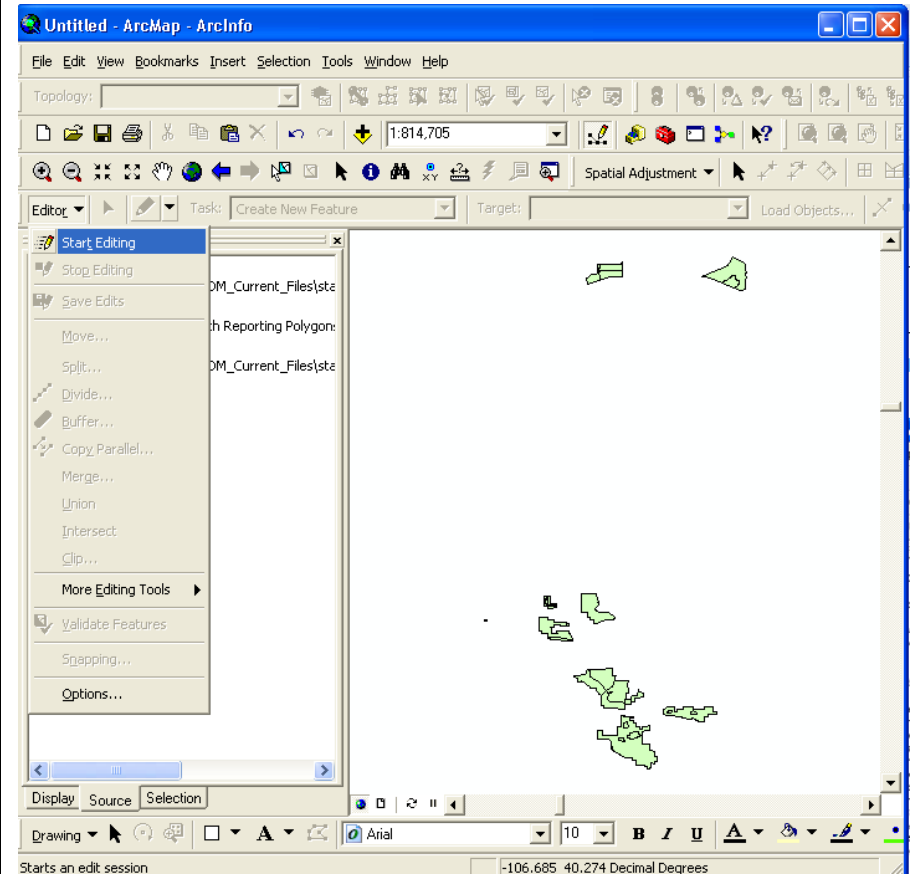 Untitled - ArcMap - ArcInfo
File Edit View Bookmarks Insert Selection Tools Window Help
Topology:
1:814,705
Spatial Adjustment
Editor Task: Create New Feature Target: Load Objects...
Start Editing
Stop Editing
OM_Current_Files\sta
Save Edits
th Reporting Polygons
Move...
Split...
OM_Current_Files\sta
Divide...
Buffer...
Copy Parallel...
Merge...
Union
Intersect
Clip...
More Editing Tools
Validate Features
Snapping...
Options...
Display Source Selection
Drawing A Arial 10 B I U A
Starts an edit session -106.685 40.274 Decimal Degrees